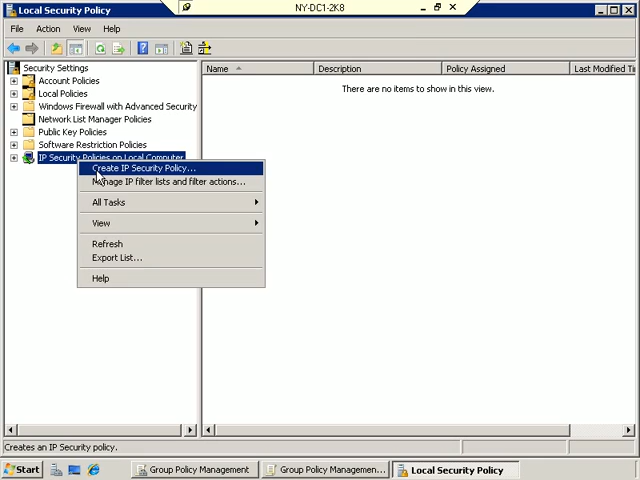 Local Security Policy
NY-DC1-2K8
File Action View Help
Security Settings
Account Policies
Local Policies
Windows Firewall with Advanced Security
Network List Manager Policies
Public Key Policies
Software Restriction Policies
IP Security Policies on Local Computer
Name Description Policy Assigned Last Modified Ti
There are no items to show in this view.
Create IP Security Policy...
Manage IP filter lists and filter actions...
All Tasks
View
Refresh
Export List...
Help
Creates an IP Security policy.
Start
Group Policy Management
Group Policy Managemen...
Local Security Policy